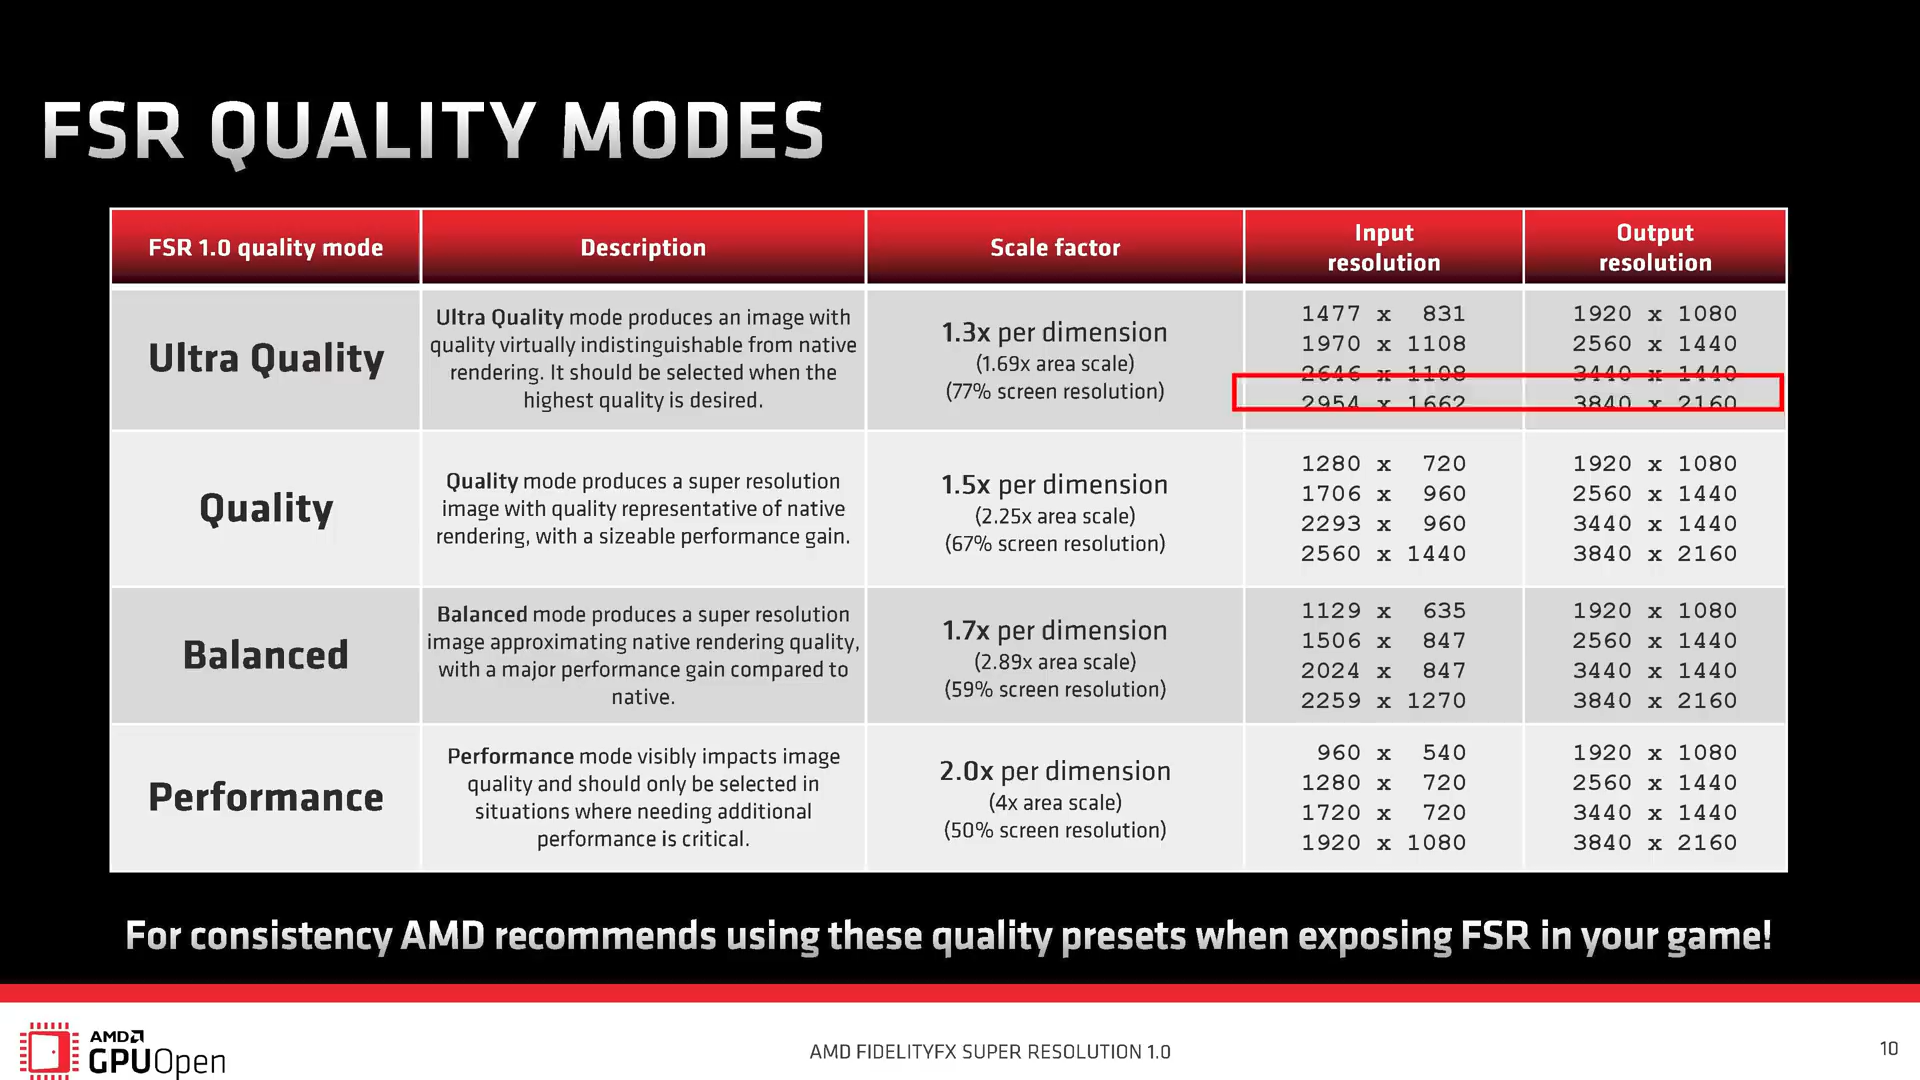 FSR QUALITY MODES
FSR 1.0 quality mode
Description
Scale factor
Input
resolution
Output
resolution
Ultra Quality
Ultra Quality mode produces an image with
quality virtually indistinguishable from native
rendering. It should be selected when the
highest quality is desired.
1.3x per dimension
(1.69x area scale)
(77% screen resolution)
1477 x 831
1970 x 1108
2646 x 1108
2954 x 1662
1920 x 1080
2560 x 1440
3440 x 1440
3840 x 2160
Quality
Quality mode produces a super resolution
image with quality representative of native
rendering, with a sizeable performance gain.
1.5x per dimension
(2.25x area scale)
(67% screen resolution)
1280 x 720
1706 x 960
2293 x 960
2560 x 1440
1920 x 1080
2560 x 1440
3440 x 1440
3840 x 2160
Balanced
Balanced mode produces a super resolution
image approximating native rendering quality,
with a major performance gain compared to
native.
1.7x per dimension
(2.89x area scale)
(59% screen resolution)
1129 x 635
1506 x 847
2024 x 847
2259 x 1270
1920 x 1080
2560 x 1440
3440 x 1440
3840 x 2160
Performance
Performance mode visibly impacts image
quality and should only be selected in
situations where needing additional
performance is critical.
2.0x per dimension
(4x area scale)
(50% screen resolution)
960 x 540
1280 x 720
1720 x 720
1920 x 1080
1920 x 1080
2560 x 1440
3440 x 1440
3840 x 2160
For consistency AMD recommends using these quality presets when exposing FSR in your game!
AMD
GPUOpen
AMD FIDELITYFX SUPER RESOLUTION 1.0
10